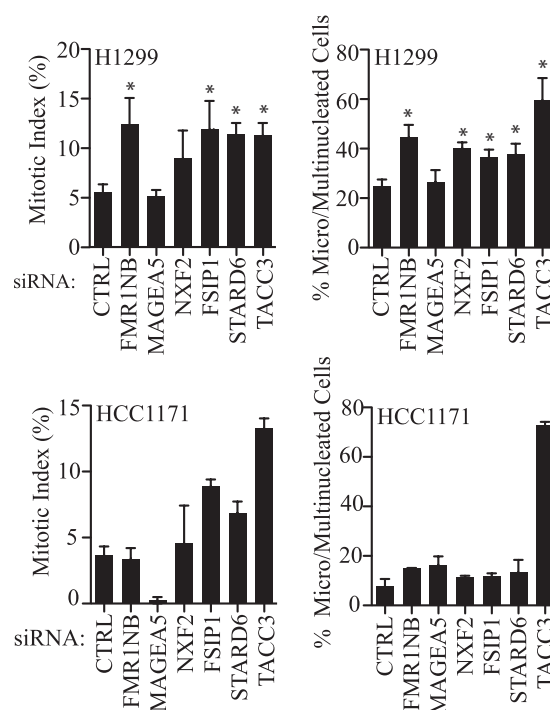 H1299
Mitotic Index (%)
20
15
10
5
0
*
*
*
*
siRNA:
CTRL
FMR1NB
MAGEA5
NXF2
FSIP1
STARD6
TACC3
H1299
% Micro/Multinucleated Cells
80
60
40
20
0
*
*
*
*
*
CTRL
FMR1NB
MAGEA5
NXF2
FSIP1
STARD6
TACC3
HCC1171
Mitotic Index (%)
15
10
5
0
siRNA:
CTRL
FMR1NB
MAGEA5
NXF2
FSIP1
STARD6
TACC3
HCC1171
% Micro/Multinucleated Cells
80
60
40
20
0
CTRL
FMR1NB
MAGEA5
NXF2
FSIP1
STARD6
TACC3